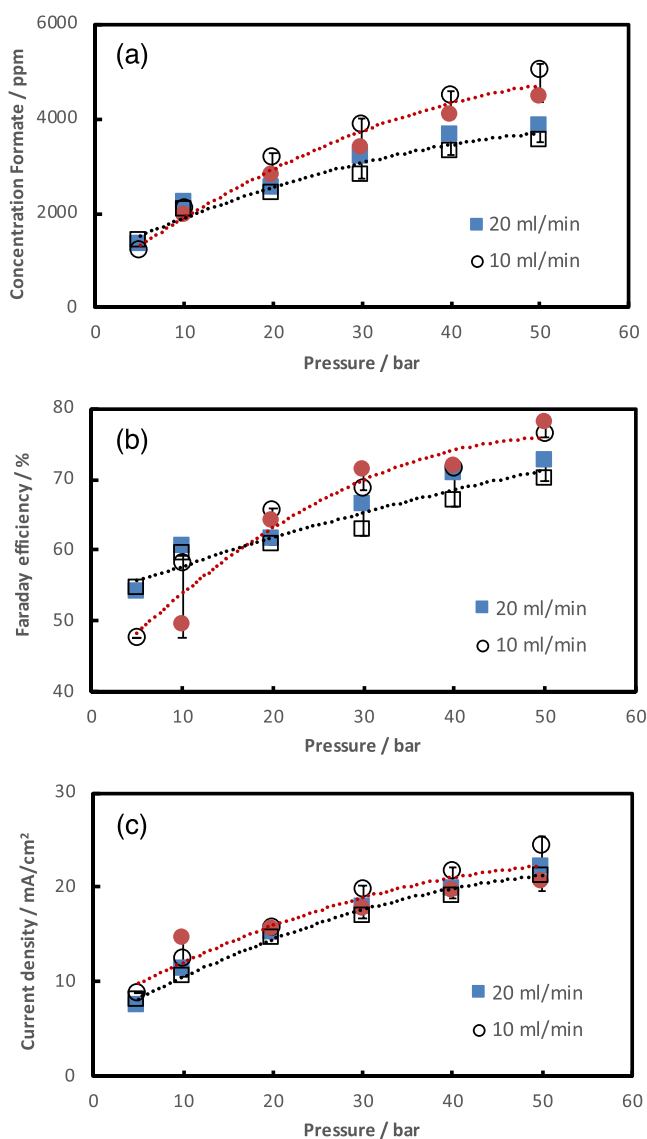 (a)
Concentration Formate / ppm
6000
4000
2000
0
20 ml/min
10 ml/min
0 10 20 30 40 50 60
Pressure / bar
(b)
Faraday efficiency / %
80
70
60
50
40
20 ml/min
10 ml/min
0 10 20 30 40 50 60
Pressure / bar
(c)
Current density / mA/cm²
30
20
10
0
20 ml/min
10 ml/min
0 10 20 30 40 50 60
Pressure / bar